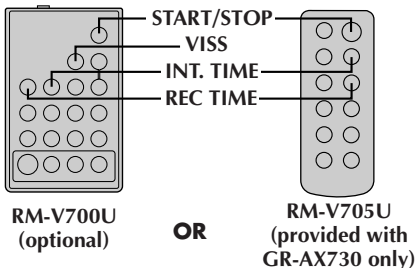 START/STOP
VISS
INT. TIME
REC TIME
RM-V700U
(optional)
OR
RM-V705U
(provided with
GR-AX730 only)